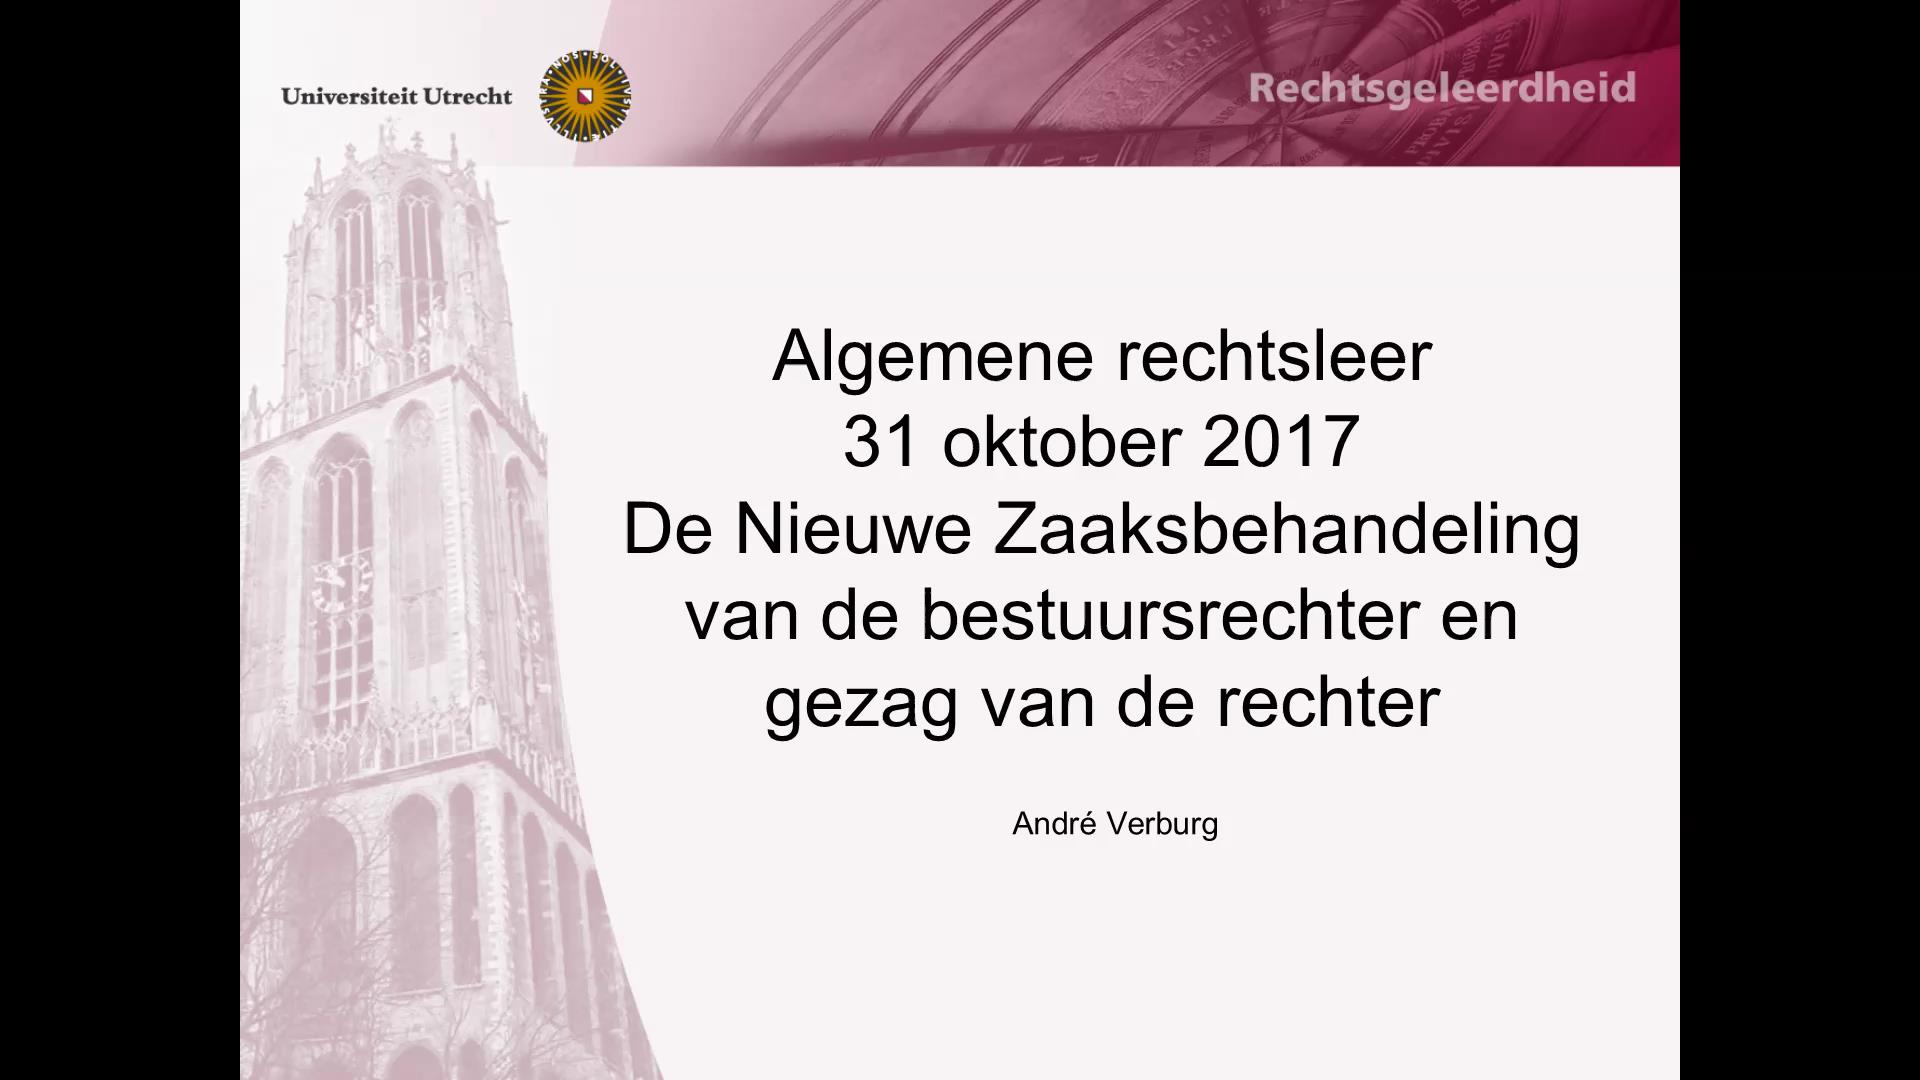 Universiteit Utrecht
Rechtsgeleerdheid
Algemene rechtsleer
31 oktober 2017
De Nieuwe Zaaksbehandeling
van de bestuursrechter en
gezag van de rechter
André Verburg